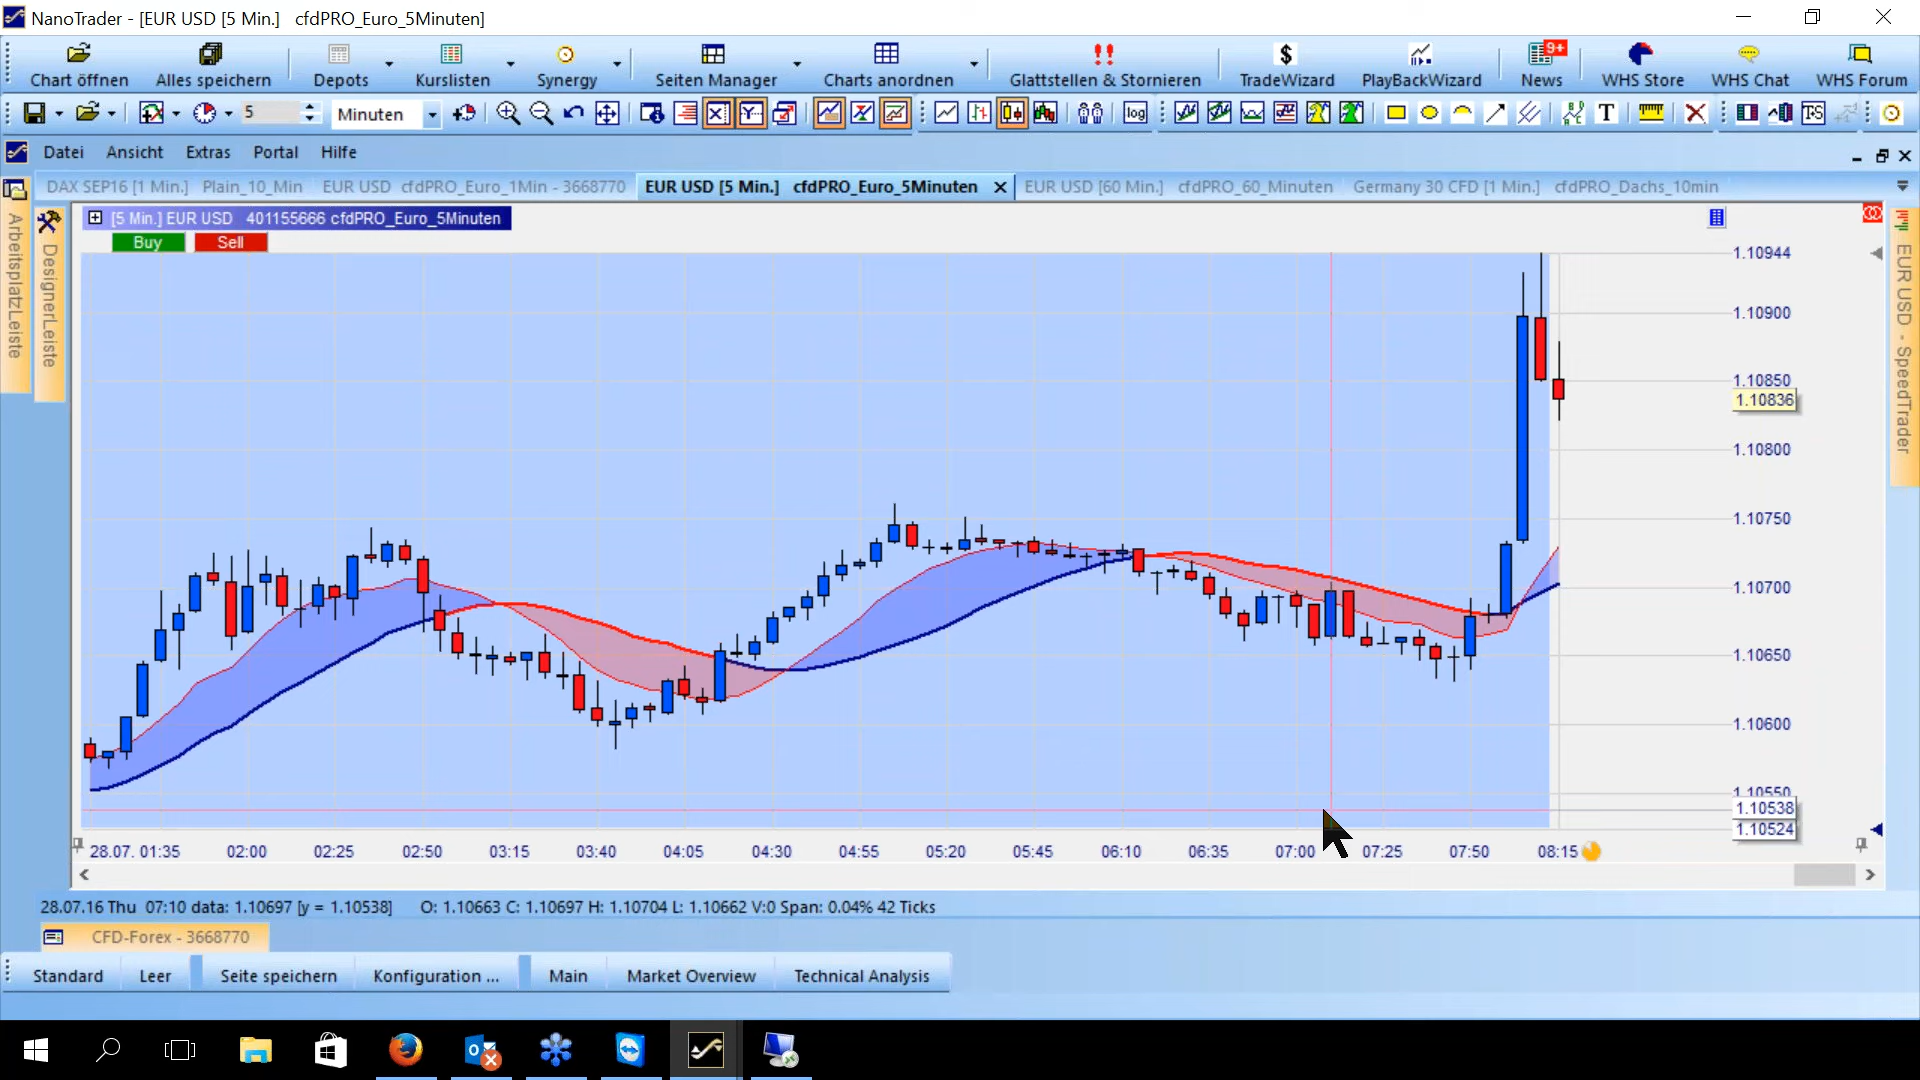 NanoTrader - [EUR USD [5 Min.]   cfdPRO_Euro_5Minuten]
Chart öffnen   Alles speichern   Depots   Kurslisten   Synergy   Seiten Manager   Charts anordnen   Glattstellen & Stornieren   TradeWizard   PlayBackWizard   News   9+   WHS Store   WHS Chat   WHS Forum
5   Minuten   log   T   TS
Datei   Ansicht   Extras   Portal   Hilfe
DAX SEP16 [1 Min.]   Plain_10_Min   EUR USD   cfdPRO_Euro_1Min - 3668770   EUR USD [5 Min.]   cfdPRO_Euro_5Minuten   EUR USD [60 Min.]   cfdPRO_60_Minuten   Germany 30 CFD [1 Min.]   cfdPRO_Dachs_10min
ArbeitsplatzLeiste
DesignerLeiste
[5 Min.] EUR USD   401155666 cfdPRO_Euro_5Minuten
Buy   Sell
1.10944
1.10900
1.10850
1.10836
1.10800
1.10750
1.10700
1.10650
1.10600
1.10550
1.10538
1.10524
EUR USD - SpeedTrader
28.07. 01:35   02:00   02:25   02:50   03:15   03:40   04:05   04:30   04:55   05:20   05:45   06:10   06:35   07:00   07:25   07:50   08:15
28.07.16 Thu   07:10 data: 1.10697 [y = 1.10538]   O: 1.10663 C: 1.10697 H: 1.10704 L: 1.10662 V:0 Span: 0.04% 42 Ticks
CFD-Forex - 3668770
Standard   Leer   Seite speichern   Konfiguration ...   Main   Market Overview   Technical Analysis